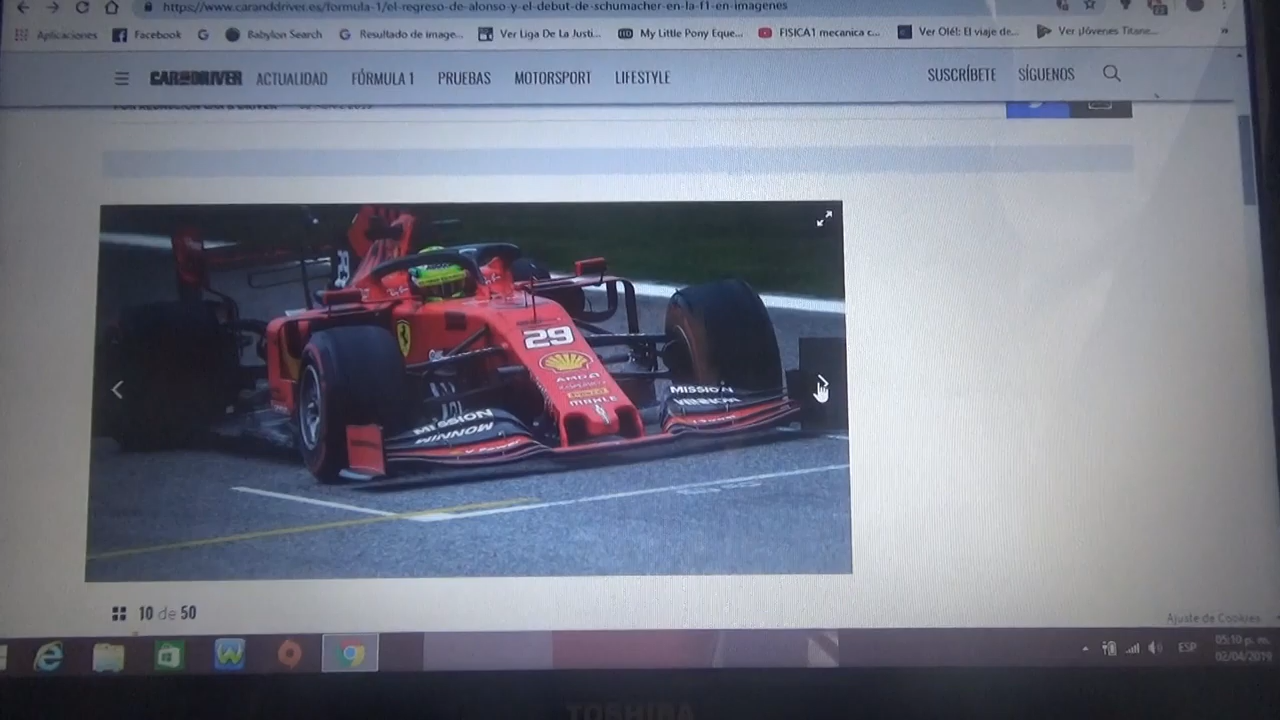 https://www.caranddriver.es/formula-1/el-regreso-de-alonso-y-el-debut-de-schumacher-en-la-f1-en-imagenes
Aplicaciones Facebook Babylon Search Resultado de image... Ver Liga De La Justi... My Little Pony Eque... FISICA1 mecanica c... Ver Olé!: El viaje de... Ver ¡Jóvenes Titane... »
CAR AND DRIVER ACTUALIDAD FÓRMULA 1 PRUEBAS MOTORSPORT LIFESTYLE SUSCRÍBETE SÍGUENOS
29
AMD
MAHLE
MISSION
WINNOW
MISSION
WINNOW
10 de 50
Ajuste de Cookies
ESP
05:10 p. m.
02/04/2019
TOSHIBA